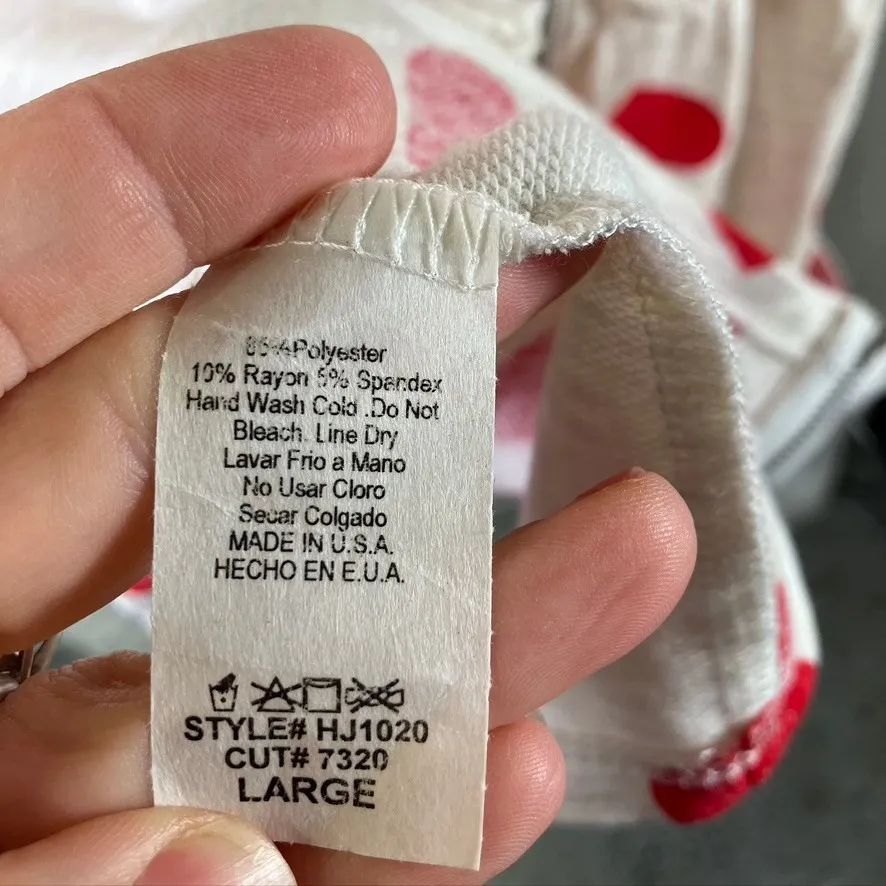 85% Polyester
10% Rayon 5% Spandex
Hand Wash Cold .Do Not
Bleach. Line Dry
Lavar Frio a Mano
No Usar Cloro
Secar Colgado
MADE IN U.S.A.
HECHO EN E.U.A.
STYLE# HJ1020
CUT# 7320
LARGE